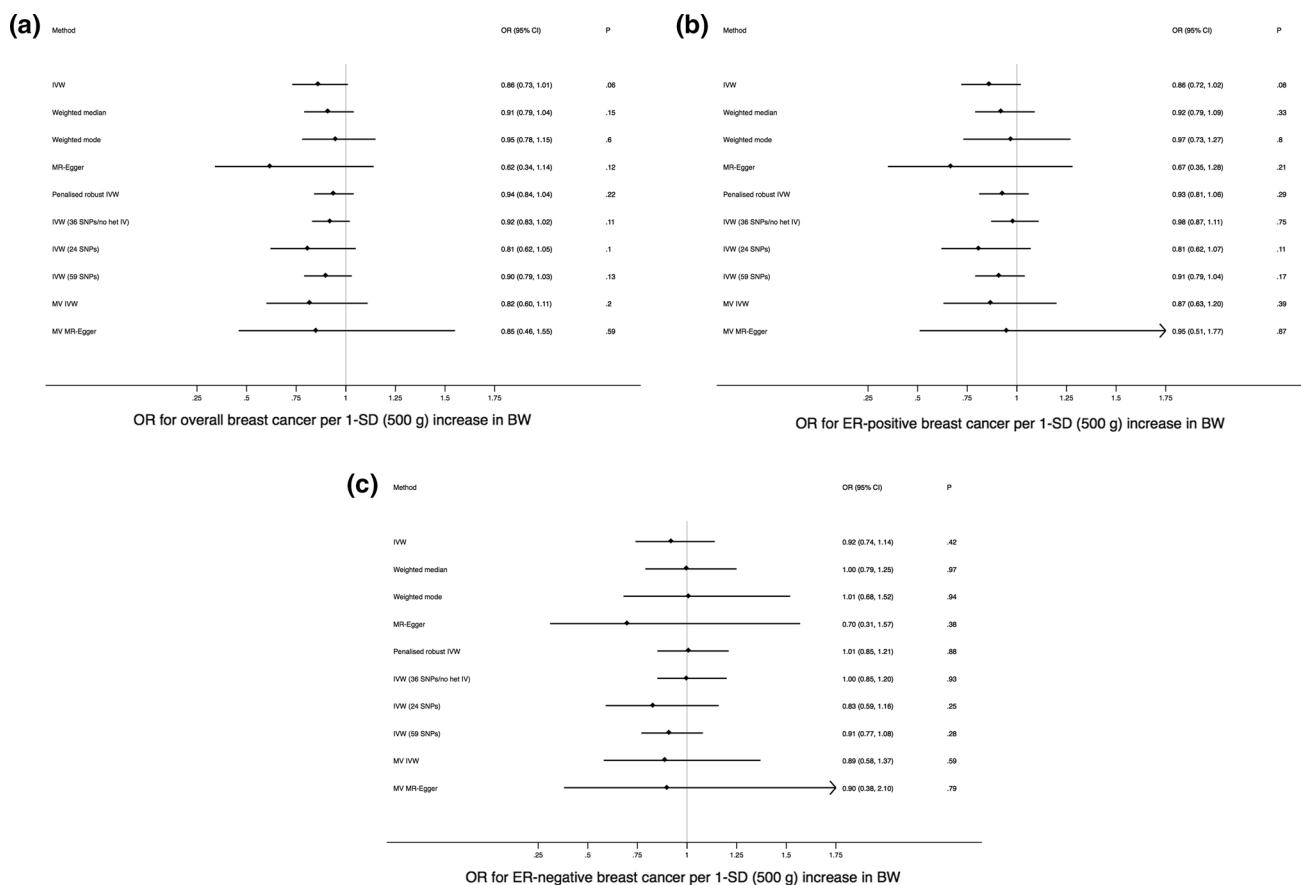 (a)
Method OR (95% CI) P
IVW 0.86 (0.73, 1.01) .06
Weighted median 0.91 (0.79, 1.04) .15
Weighted mode 0.95 (0.78, 1.15) .6
MR-Egger 0.62 (0.34, 1.14) .12
Penalised robust IVW 0.94 (0.84, 1.04) .22
IVW (36 SNPs/no het IV) 0.92 (0.83, 1.02) .11
IVW (24 SNPs) 0.81 (0.62, 1.05) .1
IVW (59 SNPs) 0.90 (0.79, 1.03) .13
MV IVW 0.82 (0.60, 1.11) .2
MV MR-Egger 0.85 (0.46, 1.55) .59
.25 .5 .75 1 1.25 1.5 1.75
OR for overall breast cancer per 1-SD (500 g) increase in BW
(b)
Method OR (95% CI) P
IVW 0.86 (0.72, 1.02) .08
Weighted median 0.92 (0.79, 1.09) .33
Weighted mode 0.97 (0.73, 1.27) .8
MR-Egger 0.67 (0.35, 1.28) .21
Penalised robust IVW 0.93 (0.81, 1.06) .29
IVW (36 SNPs/no het IV) 0.98 (0.87, 1.11) .75
IVW (24 SNPs) 0.81 (0.62, 1.07) .11
IVW (59 SNPs) 0.91 (0.79, 1.04) .17
MV IVW 0.87 (0.63, 1.20) .39
MV MR-Egger 0.95 (0.51, 1.77) .87
.25 .5 .75 1 1.25 1.5 1.75
OR for ER-positive breast cancer per 1-SD (500 g) increase in BW
(c)
Method OR (95% CI) P
IVW 0.92 (0.74, 1.14) .42
Weighted median 1.00 (0.79, 1.25) .97
Weighted mode 1.01 (0.68, 1.52) .94
MR-Egger 0.70 (0.31, 1.57) .38
Penalised robust IVW 1.01 (0.85, 1.21) .88
IVW (36 SNPs/no het IV) 1.00 (0.85, 1.20) .93
IVW (24 SNPs) 0.83 (0.59, 1.16) .25
IVW (59 SNPs) 0.91 (0.77, 1.08) .28
MV IVW 0.89 (0.58, 1.37) .59
MV MR-Egger 0.90 (0.38, 2.10) .79
.25 .5 .75 1 1.25 1.5 1.75
OR for ER-negative breast cancer per 1-SD (500 g) increase in BW